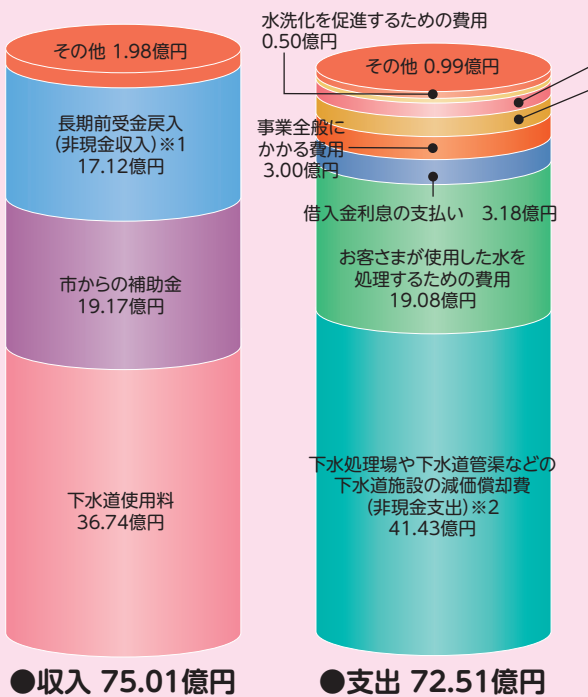 その他 1.98億円
長期前受金戻入
(非現金収入)※1
17.12億円
市からの補助金
19.17億円
下水道使用料
36.74億円
●収入 75.01億円
水洗化を促進するための費用
0.50億円
その他 0.99億円
事業全般に
かかる費用
3.00億円
借入金利息の支払い 3.18億円
お客さまが使用した水を
処理するための費用
19.08億円
下水処理場や下水道管渠などの
下水道施設の減価償却費
(非現金支出)※2
41.43億円
●支出 72.51億円